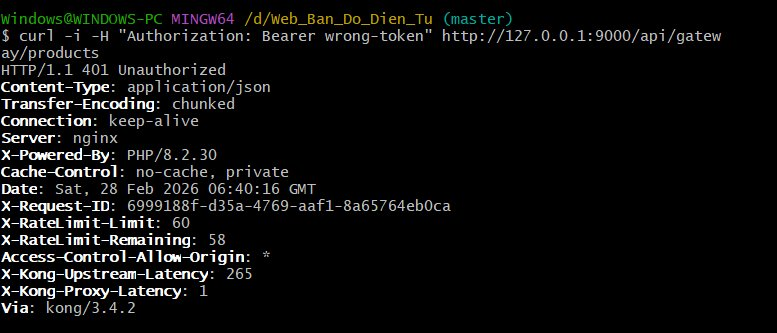 Windows@WINDOWS-PC MINGW64 /d/Web_Ban_Do_Dien_Tu (master)
$ curl -i -H "Authorization: Bearer wrong-token" http://127.0.0.1:9000/api/gatew
ay/products
HTTP/1.1 401 Unauthorized
Content-Type: application/json
Transfer-Encoding: chunked
Connection: keep-alive
Server: nginx
X-Powered-By: PHP/8.2.30
Cache-Control: no-cache, private
Date: Sat, 28 Feb 2026 06:40:16 GMT
X-Request-ID: 6999188f-d35a-4769-aaf1-8a65764eb0ca
X-RateLimit-Limit: 60
X-RateLimit-Remaining: 58
Access-Control-Allow-Origin: *
X-Kong-Upstream-Latency: 265
X-Kong-Proxy-Latency: 1
Via: kong/3.4.2